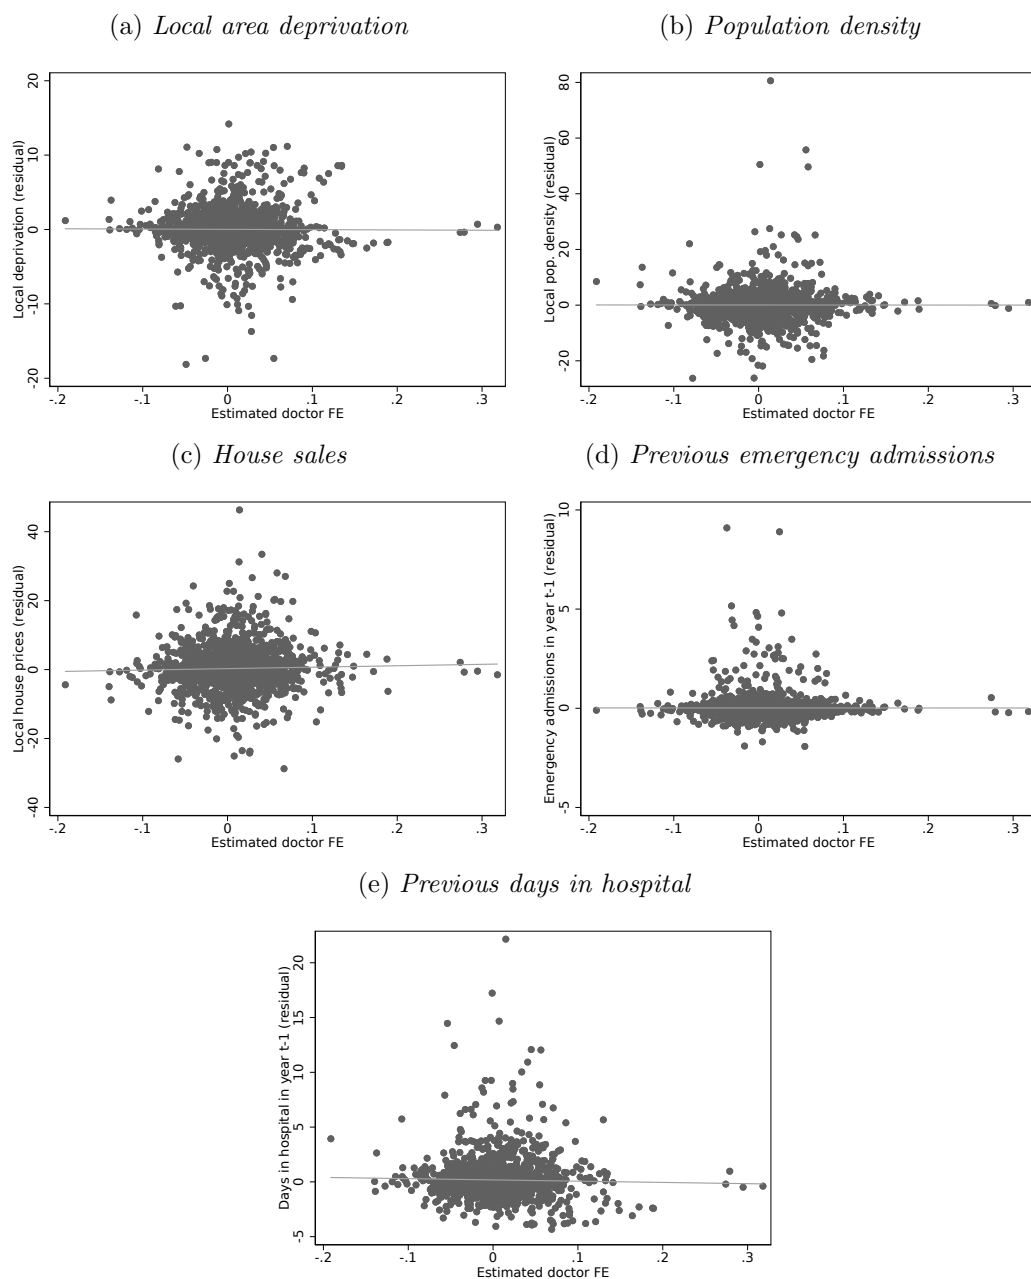 (a) Local area deprivation
(b) Population density
Local deprivation (residual)
20
10
0
-10
-20
-.2 -.1 0 .1 .2 .3
Estimated doctor FE
Local pop. density (residual)
80
60
40
20
0
-20
-.2 -.1 0 .1 .2 .3
Estimated doctor FE
(c) House sales
(d) Previous emergency admissions
Local house prices (residual)
40
20
0
-20
-40
-.2 -.1 0 .1 .2 .3
Estimated doctor FE
Emergency admissions in year t-1 (residual)
10
5
0
-5
-.2 -.1 0 .1 .2 .3
Estimated doctor FE
(e) Previous days in hospital
Days in hospital in year t-1 (residual)
20
15
10
5
0
-5
-.2 -.1 0 .1 .2 .3
Estimated doctor FE